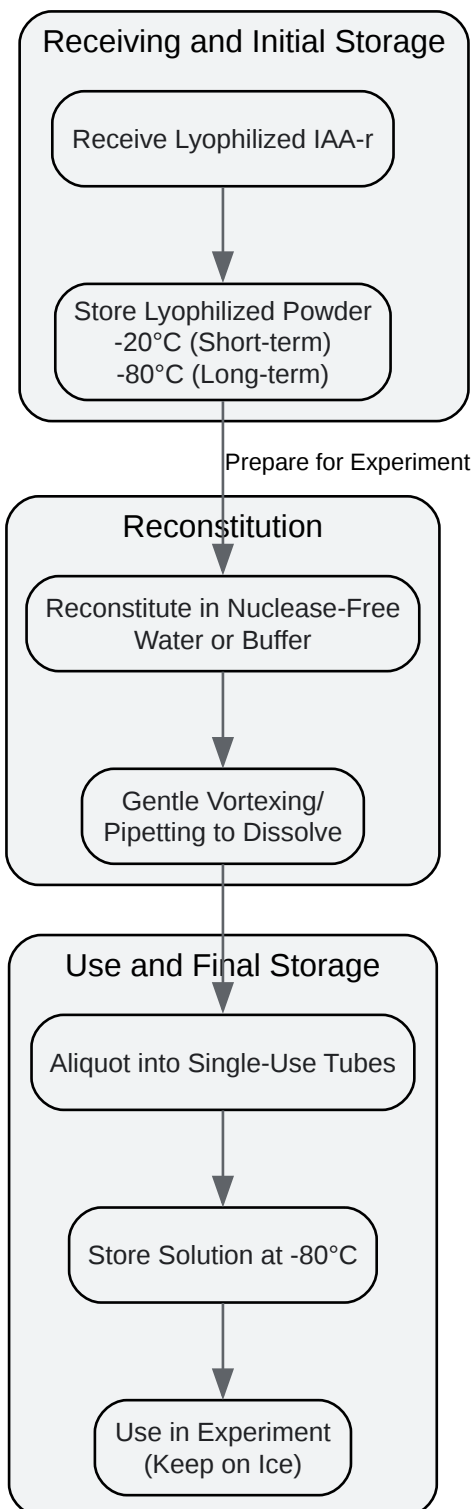 Receiving and Initial Storage
Receive Lyophilized IAA-r
Store Lyophilized Powder
-20°C (Short-term)
-80°C (Long-term)
Prepare for Experiment
Reconstitution
Reconstitute in Nuclease-Free
Water or Buffer
Gentle Vortexing/
Pipetting to Dissolve
Use and Final Storage
Aliquot into Single-Use Tubes
Store Solution at -80°C
Use in Experiment
(Keep on Ice)